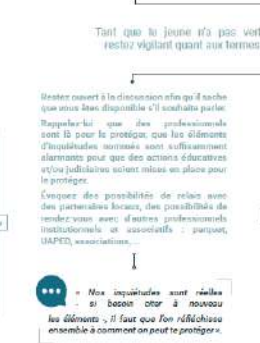 Tant que le jeune n'a pas ver
restez vigilant quant aux termes
Restez ouvert à la discussion afin qu'il sache
que vous êtes disponible s'il souhaite parler.
Rappelez-lui que des professionnels
sont là pour le protéger, que les éléments
d'inquiétudes nommés sont suffisamment
alarmants pour que des actions éducatives
et/ou judiciaires soient mises en place pour
le protéger.
Évoquez des possibilités de relais avec
des partenaires locaux, des possibilités de
rendez-vous avec d'autres professionnels
institutionnels et associatifs : parquet,
UAPED, associations,...
« Nos inquiétudes sont réelles
- si besoin citer à nouveau
les éléments -, il faut que l'on réfléchisse
ensemble à comment on peut te protéger ».